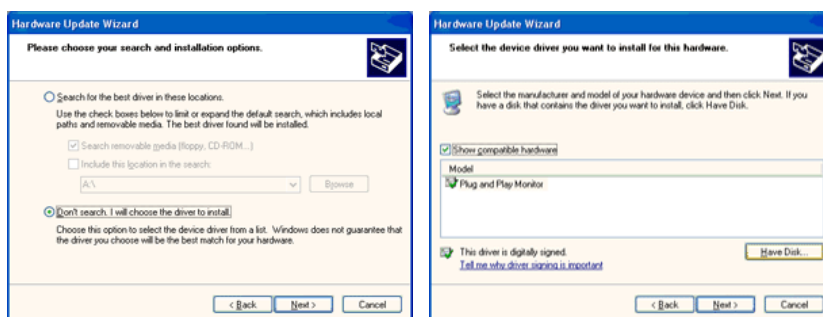 Hardware Update Wizard
Please choose your search and installation options.
Search for the best driver in these locations.
Use the check boxes below to limit or expand the default search, which includes local
paths and removable media. The best driver found will be installed.
Search removable media (floppy, CD-ROM...)
Include this location in the search:
A:\
Browse
Don't search. I will choose the driver to install.
Choose this option to select the device driver from a list. Windows does not guarantee that
the driver you choose will be the best match for your hardware.
< Back
Next >
Cancel
Hardware Update Wizard
Select the device driver you want to install for this hardware.
Select the manufacturer and model of your hardware device and then click Next. If you
have a disk that contains the driver you want to install, click Have Disk.
Show compatible hardware
Model
Plug and Play Monitor
This driver is digitally signed.
Tell me why driver signing is important
Have Disk...
< Back
Next >
Cancel